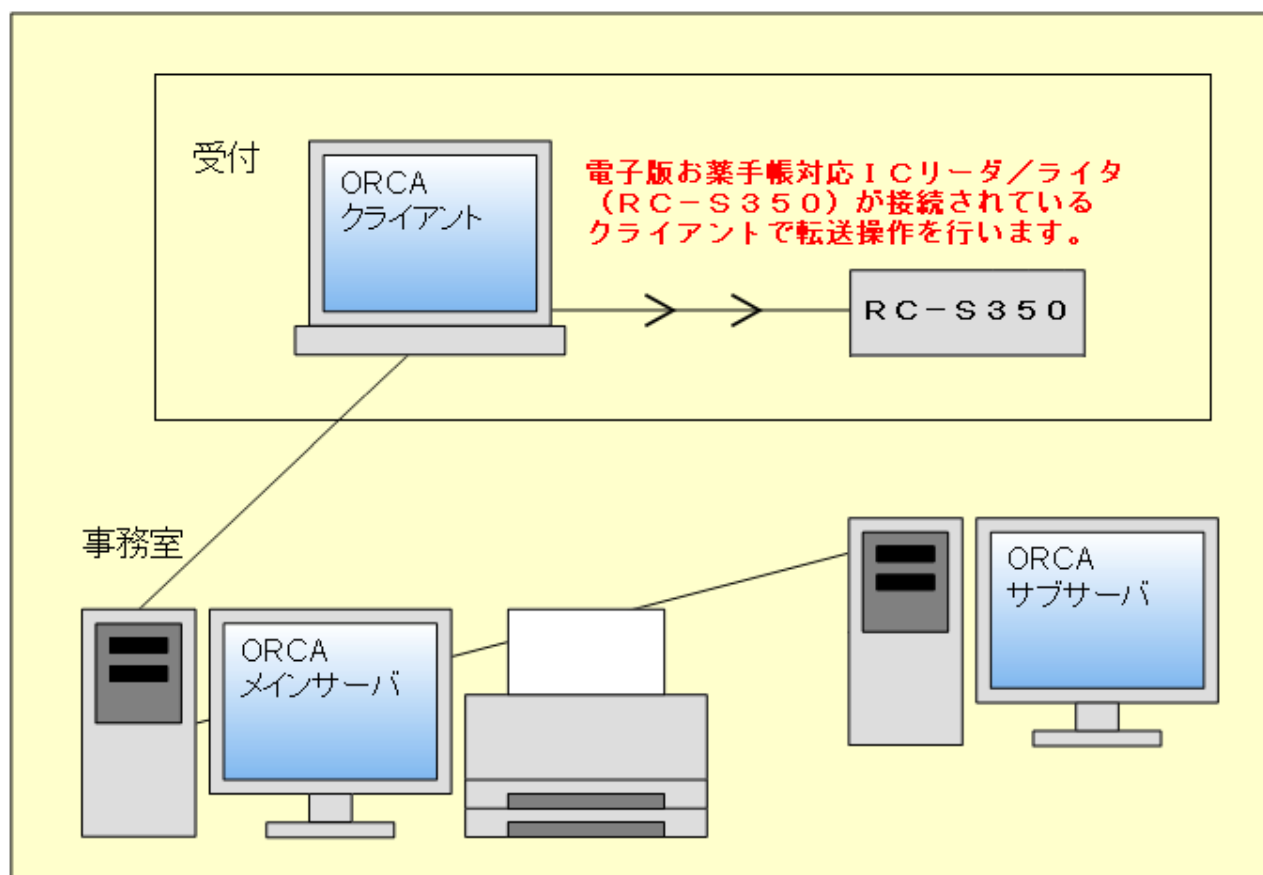 受付
ORCA
クライアント
電子版お薬手帳対応ICリーダ/ライタ
(RC-S350)が接続されている
クライアントで転送操作を行います。
RC-S350
事務室
ORCA
メインサーバ
ORCA
サブサーバ